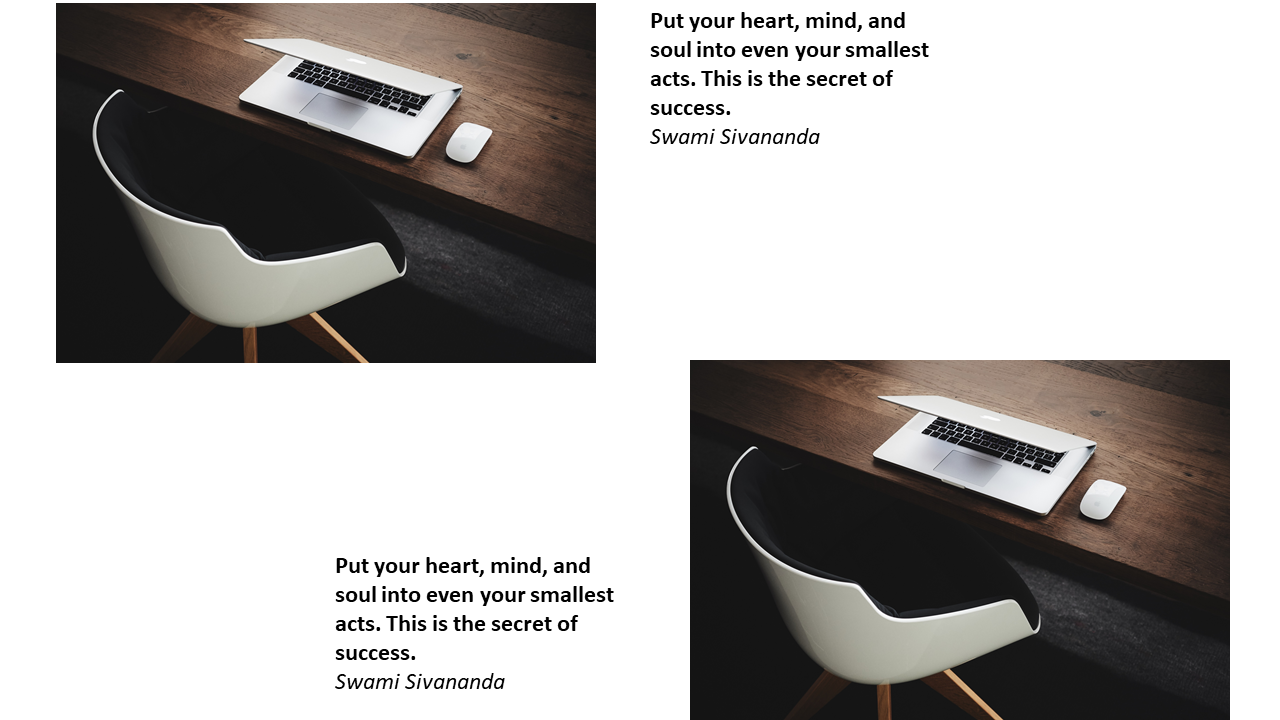 Put your heart, mind, and
soul into even your smallest
acts. This is the secret of
success.
Swami Sivananda
Put your heart, mind, and
soul into even your smallest
acts. This is the secret of
success.
Swami Sivananda